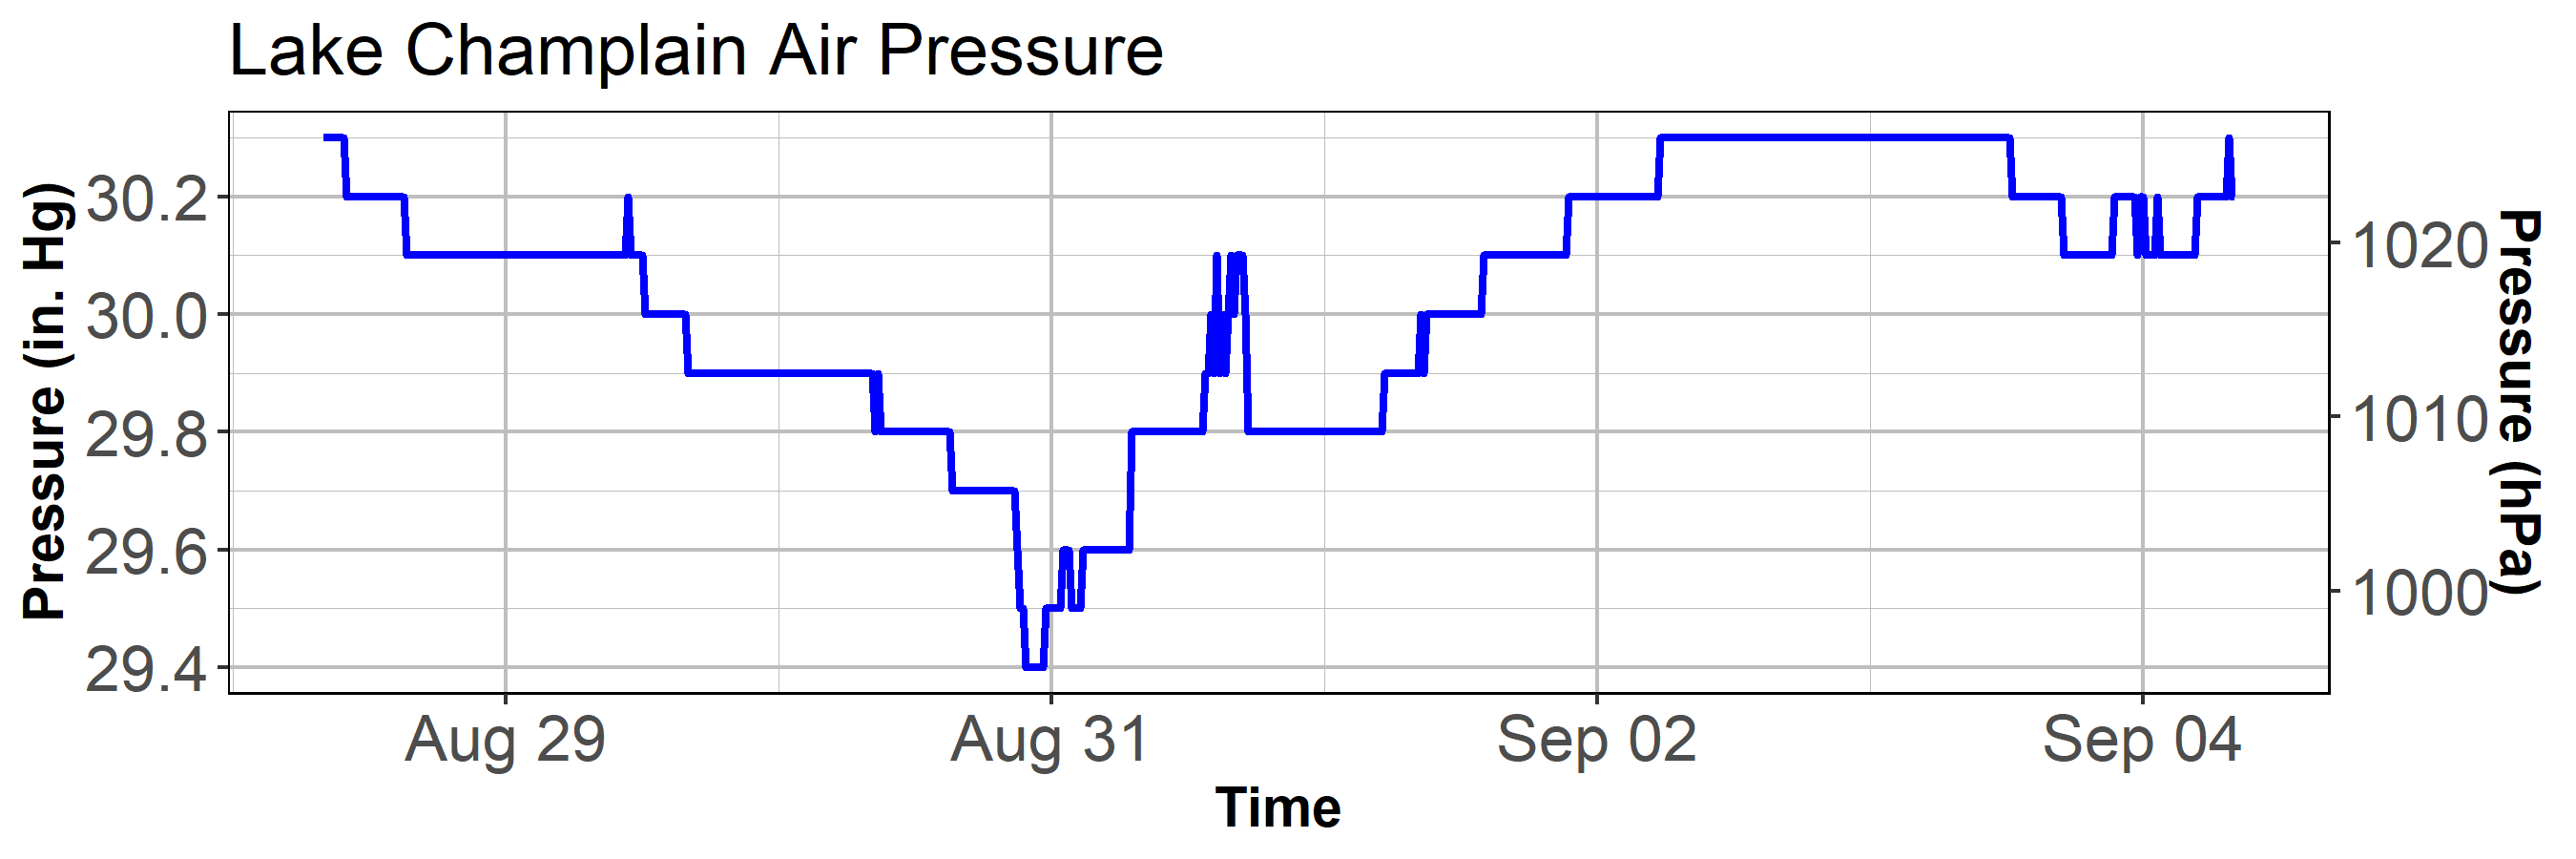 Lake Champlain Air Pressure
Pressure (in. Hg)
30.2
30.0
29.8
29.6
29.4
1020
1010
1000
Pressure (hPa)
Aug 29
Aug 31
Sep 02
Sep 04
Time